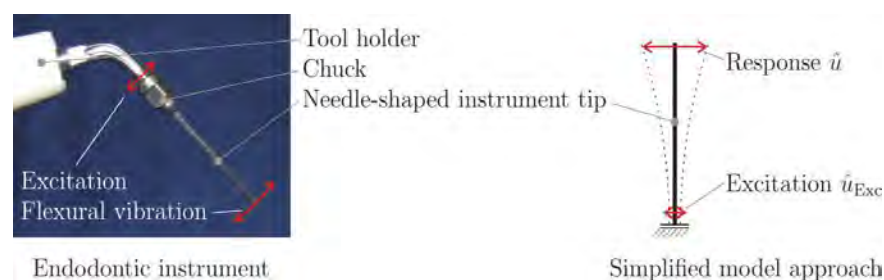 Tool holder
Chuck
Needle-shaped instrument tip
Excitation
Flexural vibration
Endodontic instrument
Response û
Excitation û_Exc
Simplified model approach